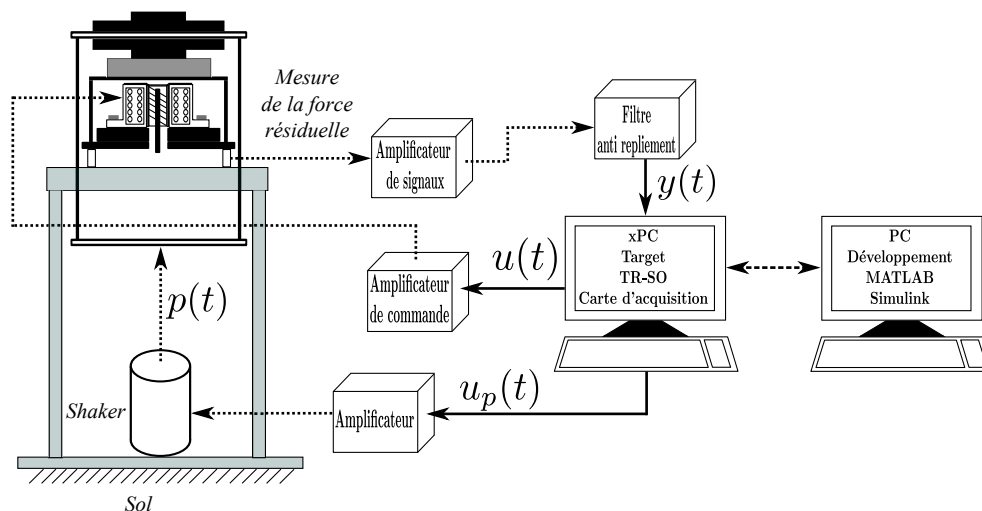 Mesure
de la force
résiduelle
Amplificateur
de signaux
Filtre
anti repliement
y(t)
xPC
Target
TR-SO
Carte d'acquisition
PC
Développement
MATLAB
Simulink
u(t)
Amplificateur
de commande
p(t)
u_p(t)
Shaker
Amplificateur
Sol